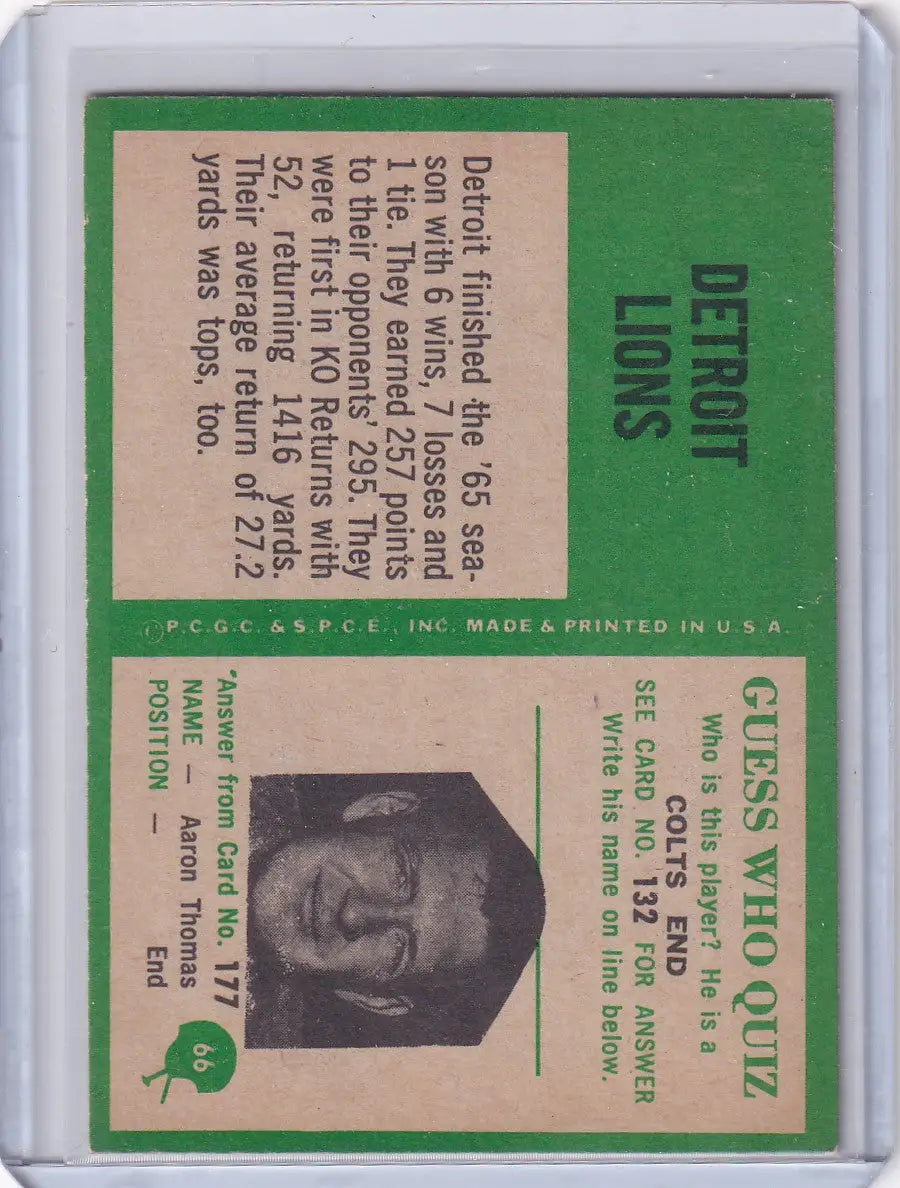 DETROIT
LIONS
Detroit finished the '65 sea-
son with 6 wins, 7 losses and
1 tie. They earned 257 points
to their opponents' 295. They
were first in KO Returns with
52, returning 1416 yards.
Their average return of 27.2
yards was tops, too.
©P.C.G.C. & S.P.C.E., INC. MADE & PRINTED IN U.S.A.
GUESS WHO QUIZ
Who is this player? He is a
COLTS END
SEE CARD NO. 132 FOR ANSWER
Write his name on line below.
*Answer from Card No. 177
NAME — Aaron Thomas
POSITION — End
66